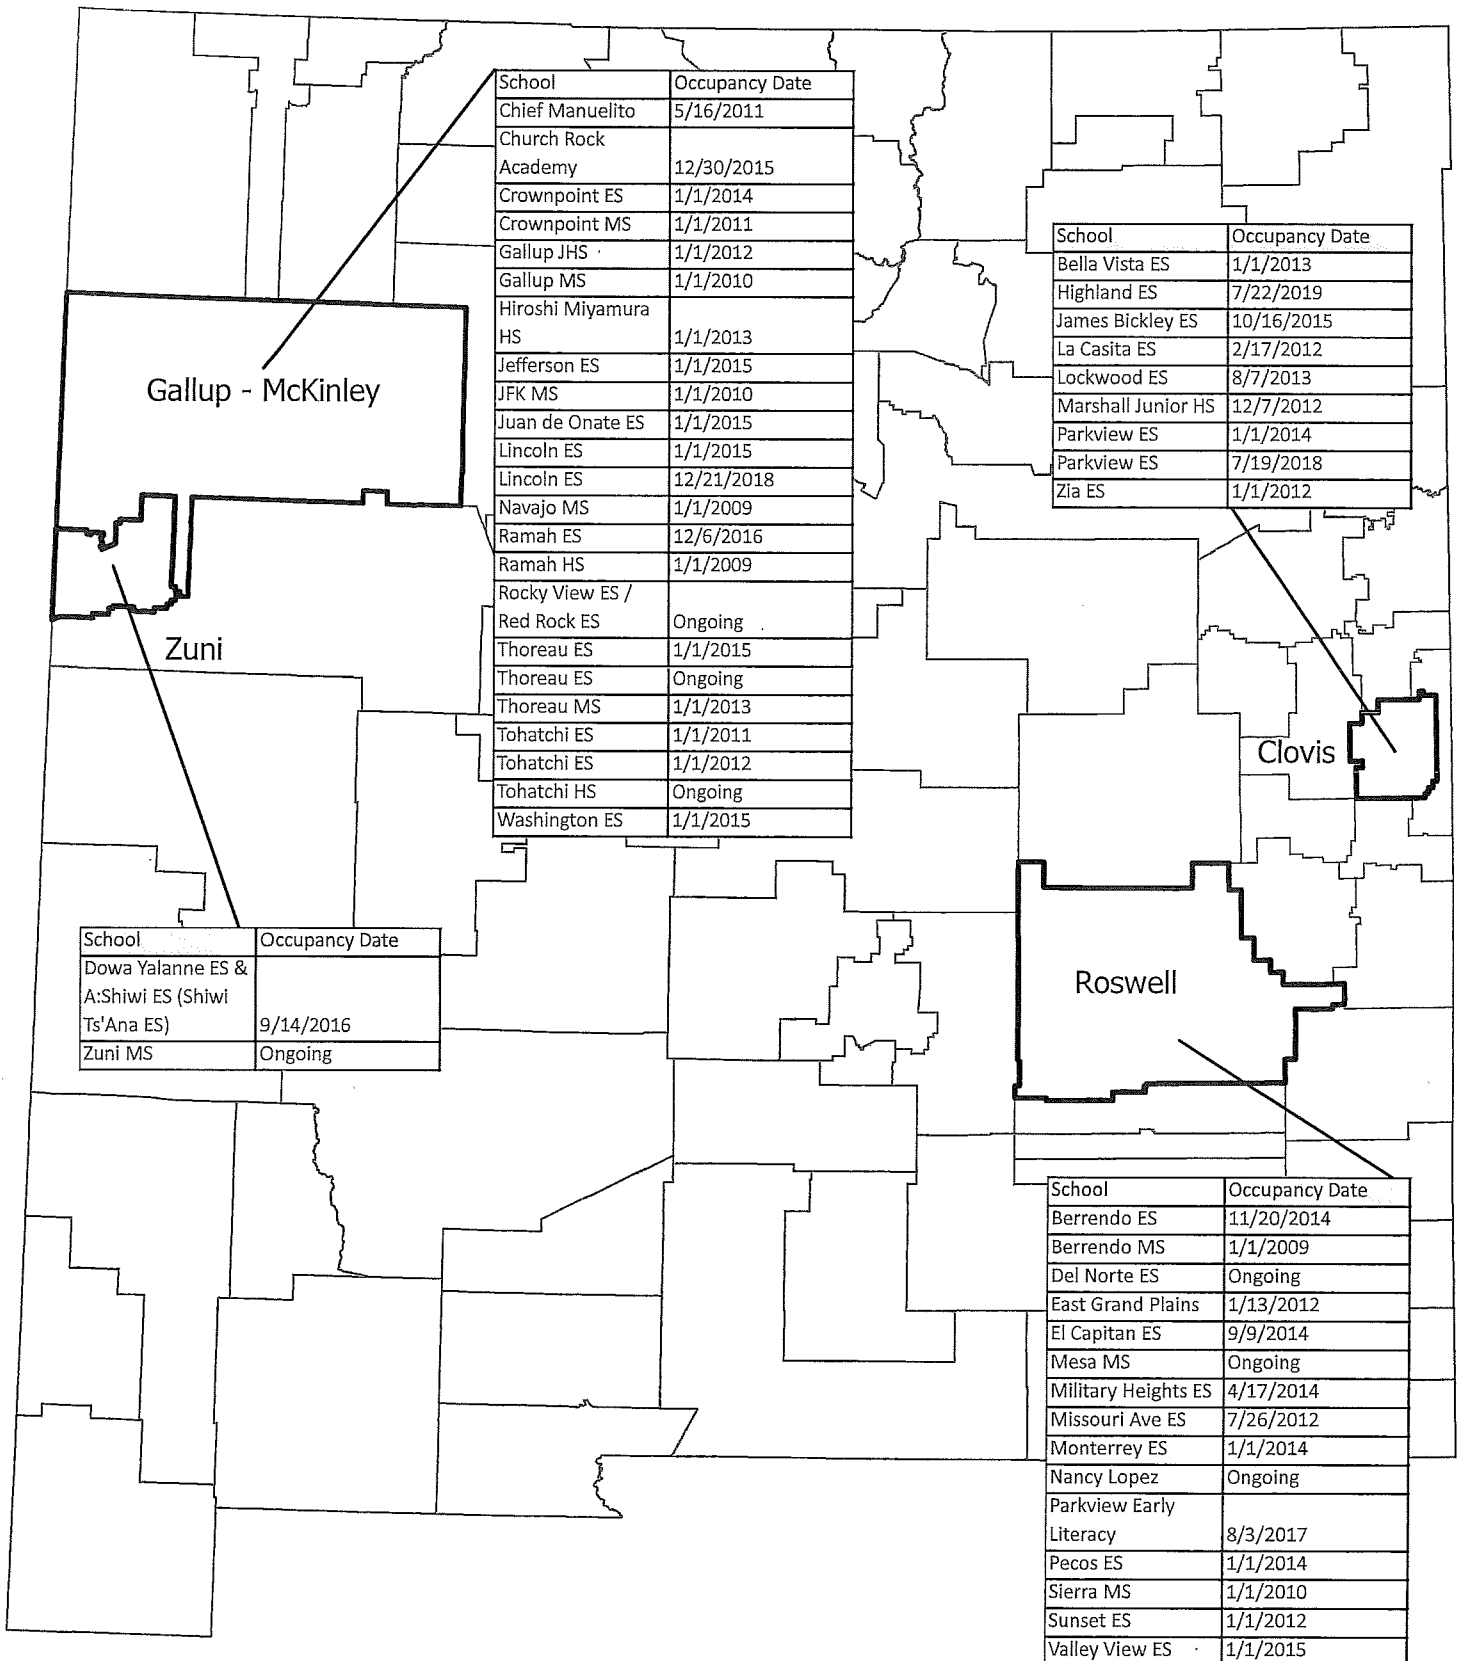 School Occupancy Date
Chief Manuelito 5/16/2011
Church Rock
Academy 12/30/2015
Crownpoint ES 1/1/2014
Crownpoint MS 1/1/2011
Gallup JHS 1/1/2012
Gallup MS 1/1/2010
Hiroshi Miyamura
HS 1/1/2013
Jefferson ES 1/1/2015
JFK MS 1/1/2010
Juan de Onate ES 1/1/2015
Lincoln ES 1/1/2015
Lincoln ES 12/21/2018
Navajo MS 1/1/2009
Ramah ES 12/6/2016
Ramah HS 1/1/2009
Rocky View ES /
Red Rock ES Ongoing
Thoreau ES 1/1/2015
Thoreau ES Ongoing
Thoreau MS 1/1/2013
Tohatchi ES 1/1/2011
Tohatchi ES 1/1/2012
Tohatchi HS Ongoing
Washington ES 1/1/2015
School Occupancy Date
Bella Vista ES 1/1/2013
Highland ES 7/22/2019
James Bickley ES 10/16/2015
La Casita ES 2/17/2012
Lockwood ES 8/7/2013
Marshall Junior HS 12/7/2012
Parkview ES 1/1/2014
Parkview ES 7/19/2018
Zia ES 1/1/2012
Gallup - McKinley
Zuni
Clovis
School Occupancy Date
Dowa Yalanne ES &
A:Shiwi ES (Shiwi
Ts'Ana ES) 9/14/2016
Zuni MS Ongoing
Roswell
School Occupancy Date
Berrendo ES 11/20/2014
Berrendo MS 1/1/2009
Del Norte ES Ongoing
East Grand Plains 1/13/2012
El Capitan ES 9/9/2014
Mesa MS Ongoing
Military Heights ES 4/17/2014
Missouri Ave ES 7/26/2012
Monterrey ES 1/1/2014
Nancy Lopez Ongoing
Parkview Early
Literacy 8/3/2017
Pecos ES 1/1/2014
Sierra MS 1/1/2010
Sunset ES 1/1/2012
Valley View ES 1/1/2015